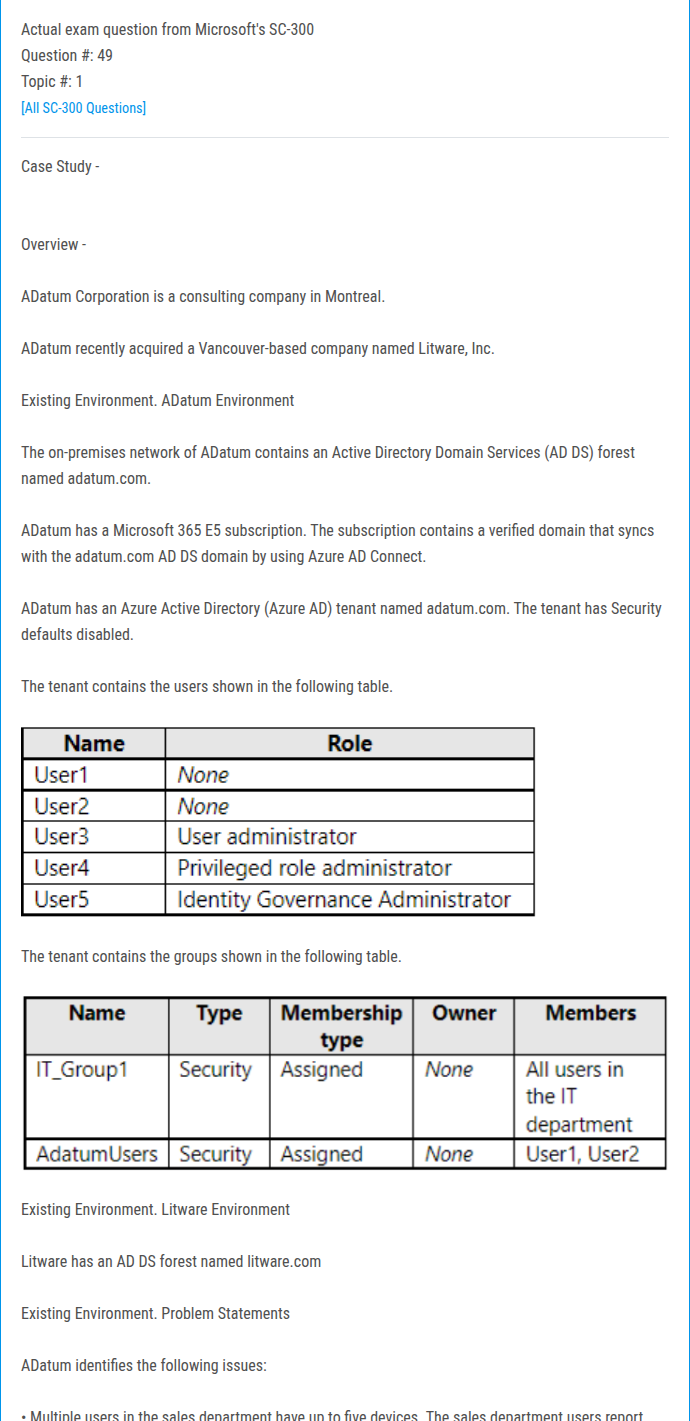 Actual exam question from Microsoft's SC-300
Question #: 49
Topic #: 1
[All SC-300 Questions]
Case Study -
Overview -
ADatum Corporation is a consulting company in Montreal.
ADatum recently acquired a Vancouver-based company named Litware, Inc.
Existing Environment. ADatum Environment
The on-premises network of ADatum contains an Active Directory Domain Services (AD DS) forest
named adatum.com.
ADatum has a Microsoft 365 E5 subscription. The subscription contains a verified domain that syncs
with the adatum.com AD DS domain by using Azure AD Connect.
ADatum has an Azure Active Directory (Azure AD) tenant named adatum.com. The tenant has Security
defaults disabled.
The tenant contains the users shown in the following table.
Name Role
User1 None
User2 None
User3 User administrator
User4 Privileged role administrator
User5 Identity Governance Administrator
The tenant contains the groups shown in the following table.
Name Type Membership type Owner Members
IT_Group1 Security Assigned None All users in
the IT
department
AdatumUsers Security Assigned None User1, User2
Existing Environment. Litware Environment
Litware has an AD DS forest named litware.com
Existing Environment. Problem Statements
ADatum identifies the following issues:
• Multiple users in the sales department have up to five devices. The sales department users report